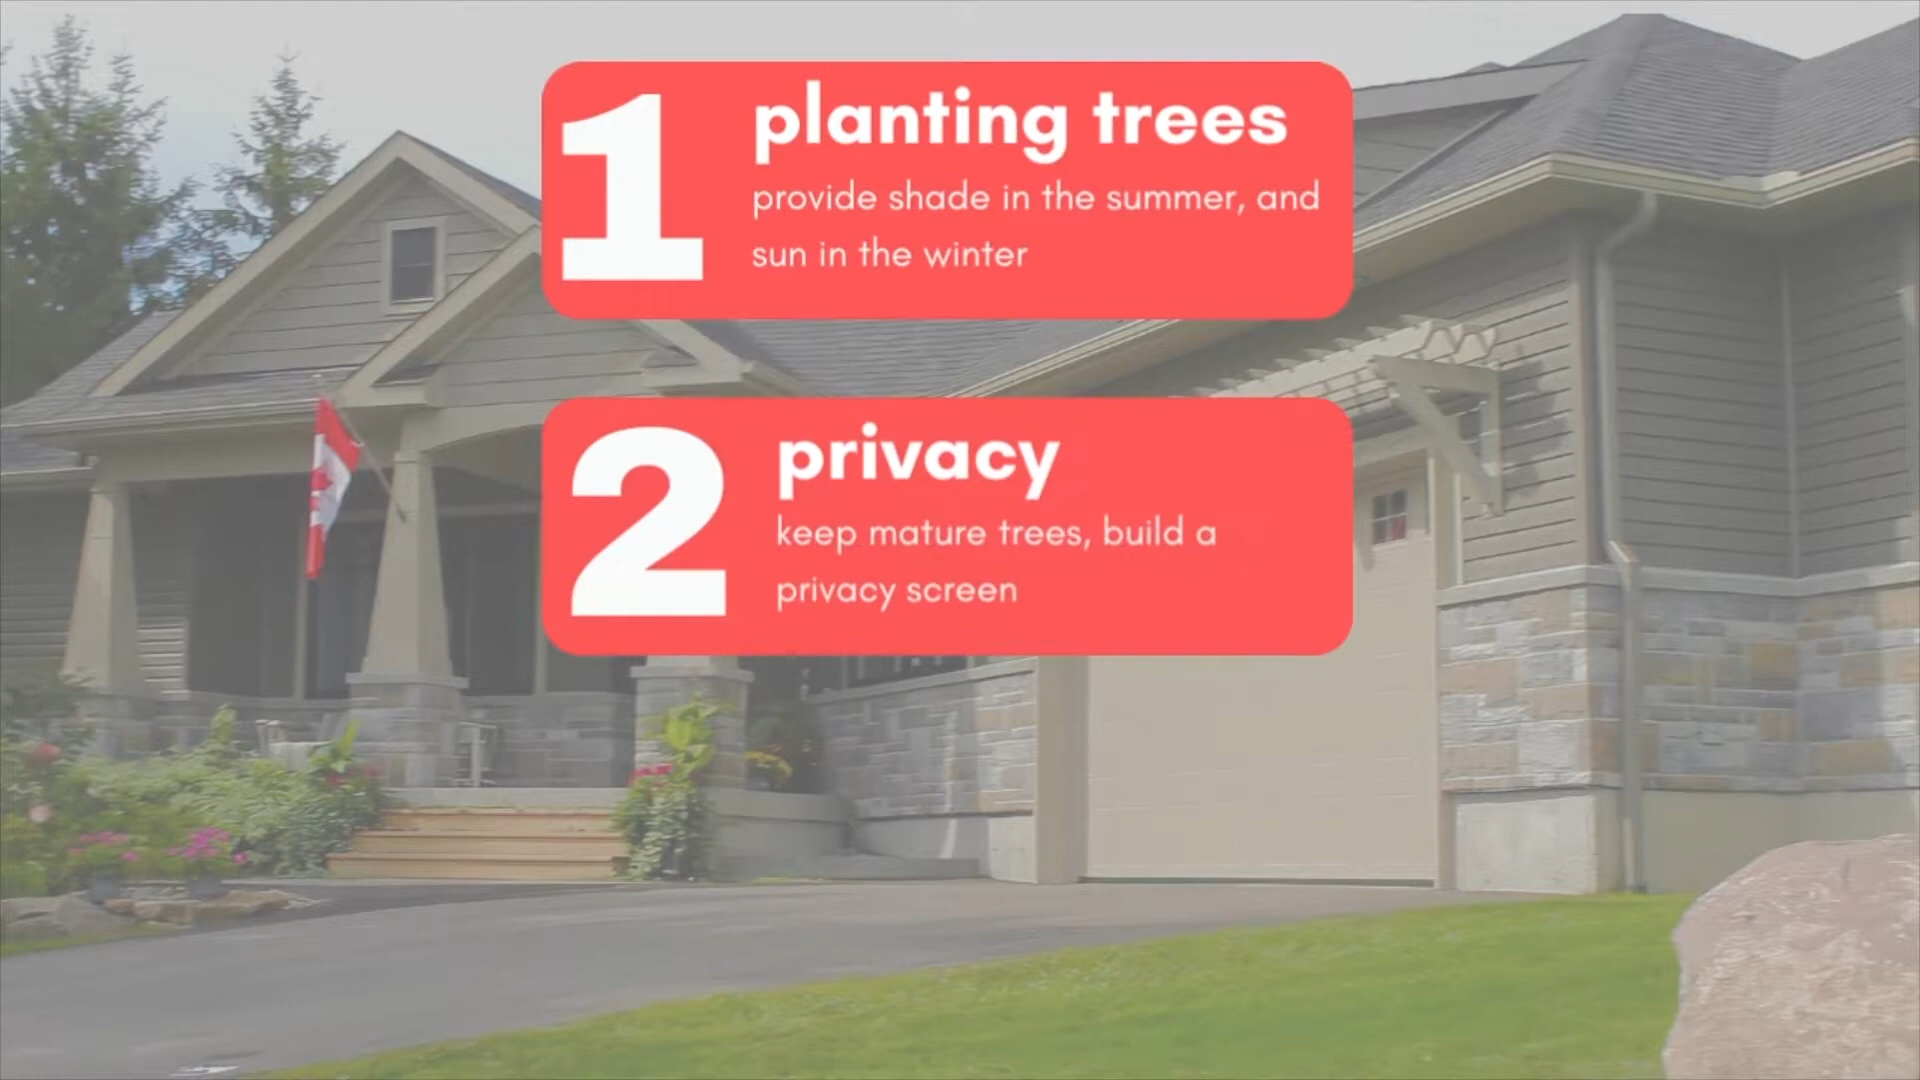 1
planting trees
provide shade in the summer, and
sun in the winter
2
privacy
keep mature trees, build a
privacy screen